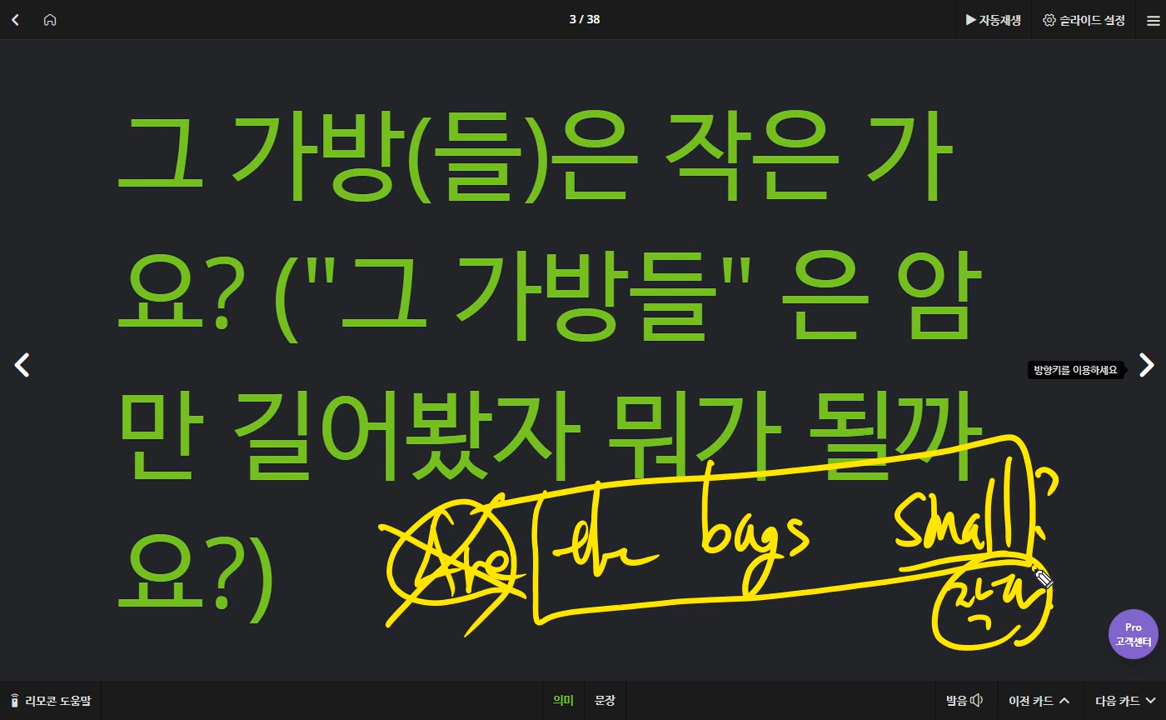 3 / 38
▶ 자동재생
슬라이드 설정
그 가방(들)은 작은 가
요? ("그 가방들" 은 암
만 길어봤자 뭐가 될까
요?)
방향키를 이용하세요
Are the bags small?
작은
Pro
고객센터
리모콘 도움말
의미
문장
발음
이전 카드
다음 카드